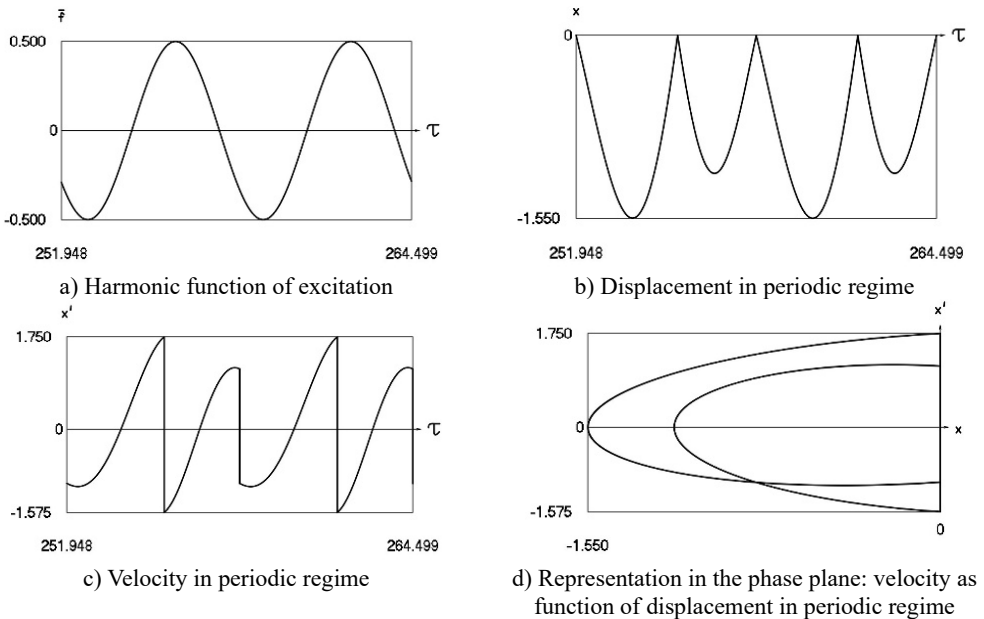 f̄
0.500
0
τ
-0.500
251.948
264.499
a) Harmonic function of excitation
x
0
τ
-1.550
251.948
264.499
b) Displacement in periodic regime
x'
1.750
0
τ
-1.575
251.948
264.499
c) Velocity in periodic regime
x'
1.750
0
x
-1.575
0
-1.550
d) Representation in the phase plane: velocity as
function of displacement in periodic regime